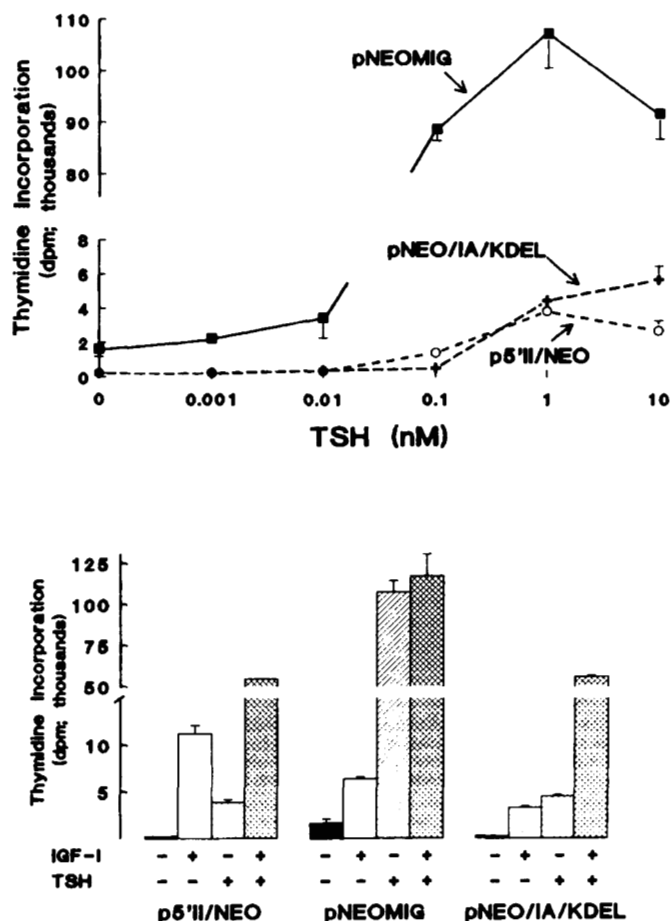 110
pNEOMIG
100
90
80
Thymidine Incorporation
(dpm; thousands)
8
pNEO/IA/KDEL
6
4
2
p5'II/NEO
0
0 0.001 0.01 0.1 1 10
TSH (nM)
125
100
75
50
Thymidine Incorporation
(dpm; thousands)
10
5
IGF-I - + - + - + - + - + - +
TSH - - + + - - + + - - + +
p5'II/NEO pNEOMIG pNEO/IA/KDEL